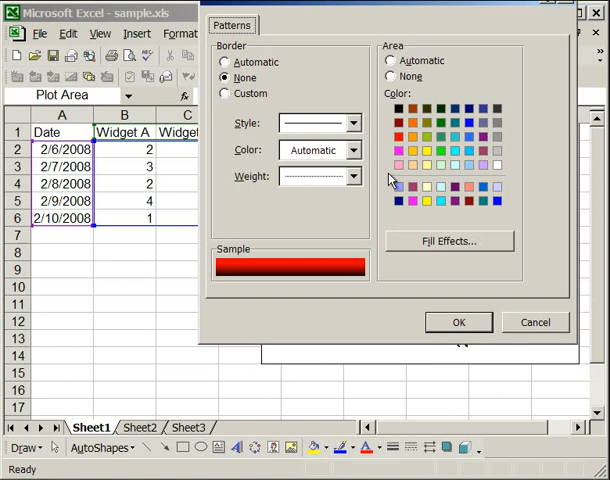 Microsoft Excel - sample.xls
File Edit View Insert Format
Plot Area fx
A B C
1 Date Widget A Widget
2 2/6/2008 2
3 2/7/2008 3
4 2/8/2008 2
5 2/9/2008 4
6 2/10/2008 1
7
8
9
10
11
12
13
14
15
16
17
Patterns
Border
Automatic
None
Custom
Style:
Color: Automatic
Weight:
Sample
Area
Automatic
None
Color:
Fill Effects...
OK Cancel
Sheet1 Sheet2 Sheet3
Draw AutoShapes
Ready